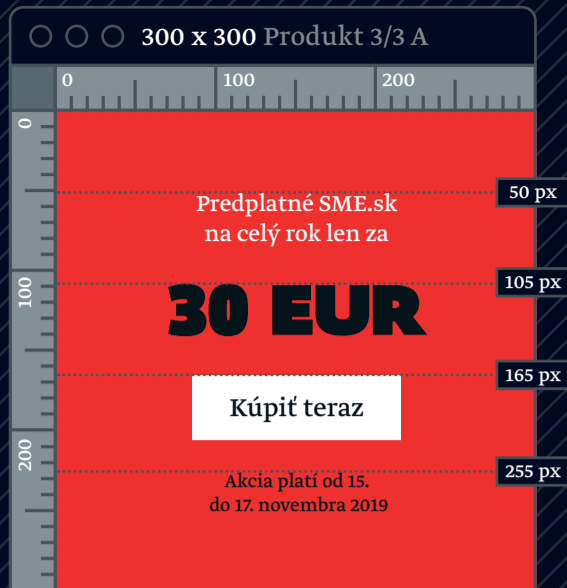 300 x 300 Produkt 3/3 A
0 100 200
0
50 px
Predplatné SME.sk
na celý rok len za
105 px
100
30 EUR
165 px
Kúpiť teraz
200
255 px
Akcia platí od 15.
do 17. novembra 2019